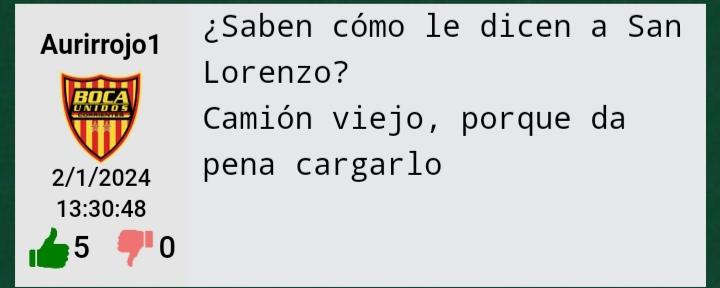 Aurirrojo1
BOCA
UNIDOS
CORRIENTES
2/1/2024
13:30:48
5 0
¿Saben cómo le dicen a San
Lorenzo?
Camión viejo, porque da
pena cargarlo